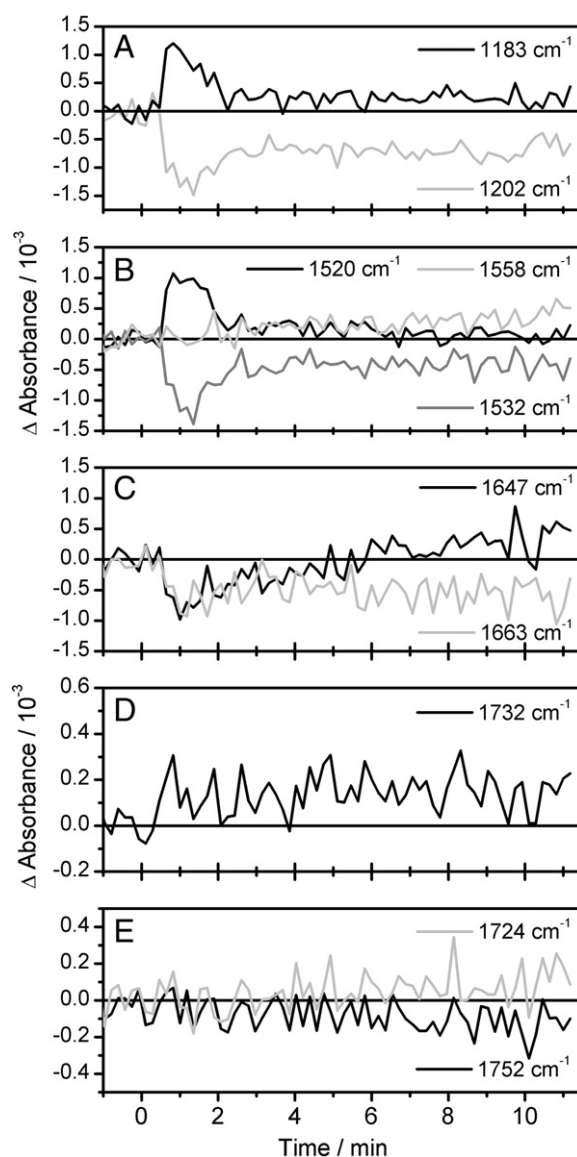 A
1183 cm⁻¹
1202 cm⁻¹
1.5
1.0
0.5
0.0
-0.5
-1.0
-1.5
B
1520 cm⁻¹
1558 cm⁻¹
1532 cm⁻¹
1.5
1.0
0.5
0.0
-0.5
-1.0
-1.5
Δ Absorbance / 10⁻³
C
1647 cm⁻¹
1663 cm⁻¹
1.5
1.0
0.5
0.0
-0.5
-1.0
-1.5
D
1732 cm⁻¹
0.6
0.4
0.2
0.0
-0.2
Δ Absorbance / 10⁻³
E
1724 cm⁻¹
1752 cm⁻¹
0.4
0.2
0.0
-0.2
-0.4
0 2 4 6 8 10
Time / min